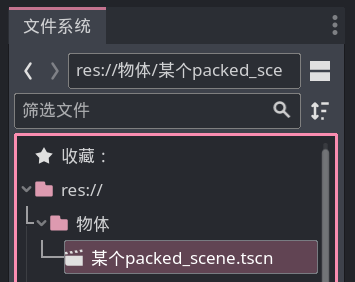 文件系统
res://物体/某个packed_sce
筛选文件
收藏：
res://
物体
某个packed_scene.tscn